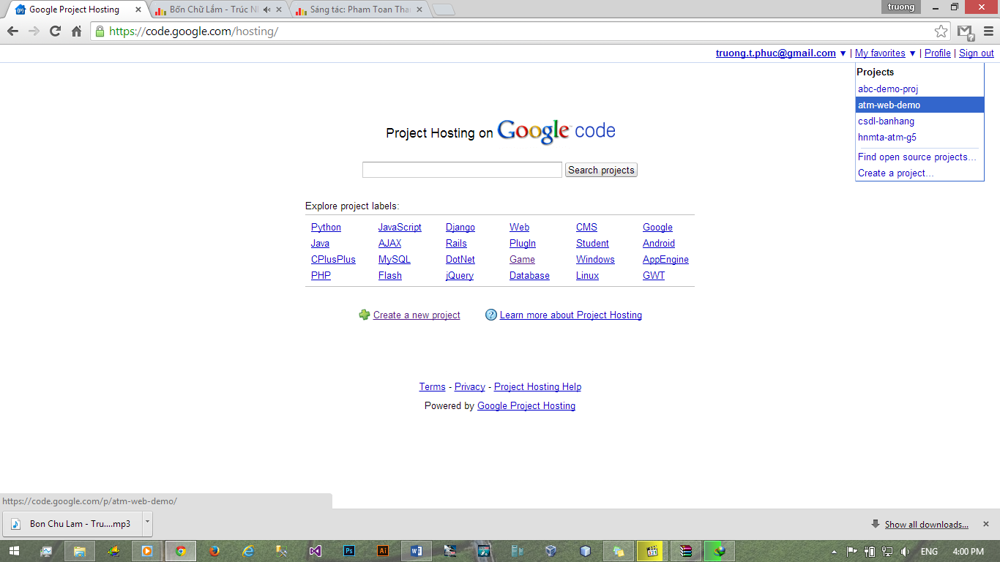 Google Project Hosting
Bốn Chữ Lắm - Trúc N
Sáng tác: Pham Toan Tha
truong
https://code.google.com/hosting/
truong.t.phuc@gmail.com ▼ | My favorites ▼ | Profile | Sign out
Projects
abc-demo-proj
atm-web-demo
csdl-banhang
hnmta-atm-g5
Find open source projects...
Create a project...
Project Hosting on Google™ code
Search projects
Explore project labels:
Python JavaScript Django Web CMS Google
Java AJAX Rails PlugIn Student Android
CPlusPlus MySQL DotNet Game Windows AppEngine
PHP Flash jQuery Database Linux GWT
Create a new project ? Learn more about Project Hosting
Terms - Privacy - Project Hosting Help
Powered by Google Project Hosting
https://code.google.com/p/atm-web-demo/
Bon Chu Lam - Tru....mp3
Show all downloads...
Ps Ai W 321
ENG 4:00 PM